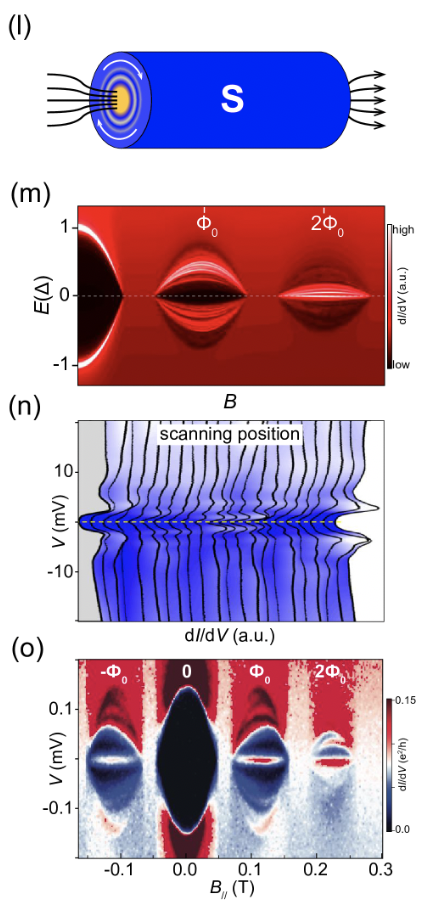 (l)
S
(m)
Φ₀ 2Φ₀
1
0
-1
E(Δ)
B
high
dI/dV (a.u.)
low
(n)
scanning position
10
0
-10
V (mV)
dI/dV (a.u.)
(o)
-Φ₀ 0 Φ₀ 2Φ₀
0.1
0
-0.1
V (mV)
-0.1 0.0 0.1 0.2 0.3
B// (T)
0.15
dI/dV (e²/h)
0.0